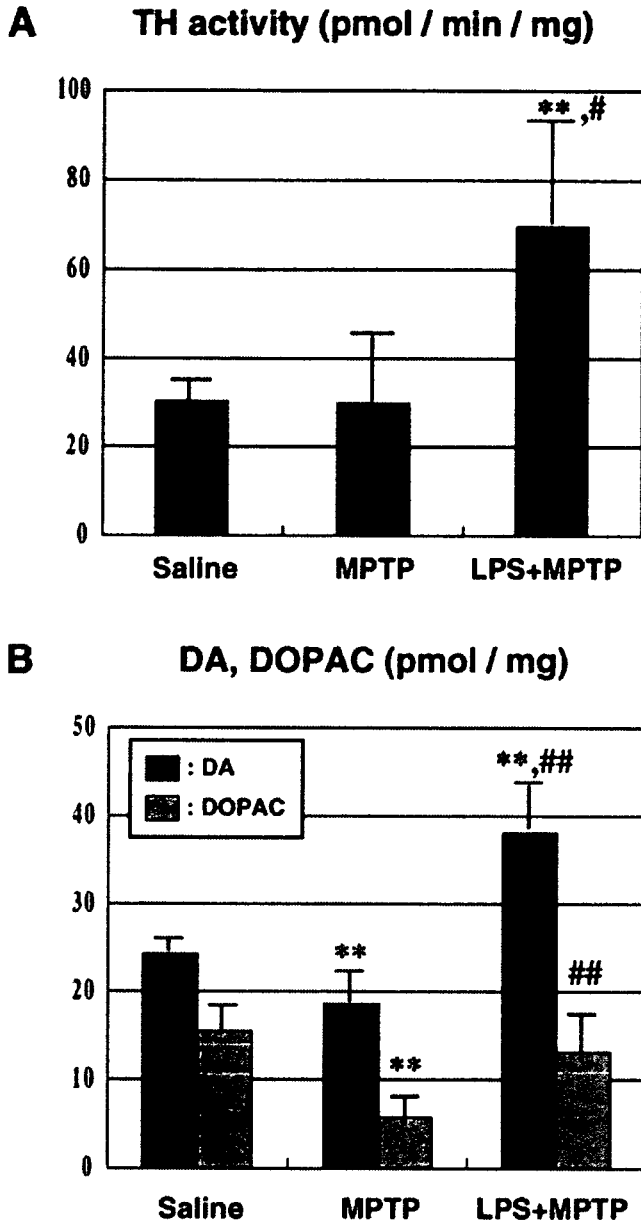 A TH activity (pmol / min / mg)
100
**,#
80
60
40
20
0
Saline MPTP LPS+MPTP
B DA, DOPAC (pmol / mg)
50
: DA
**,##
: DOPAC
40
30
**
##
20
**
10
0
Saline MPTP LPS+MPTP